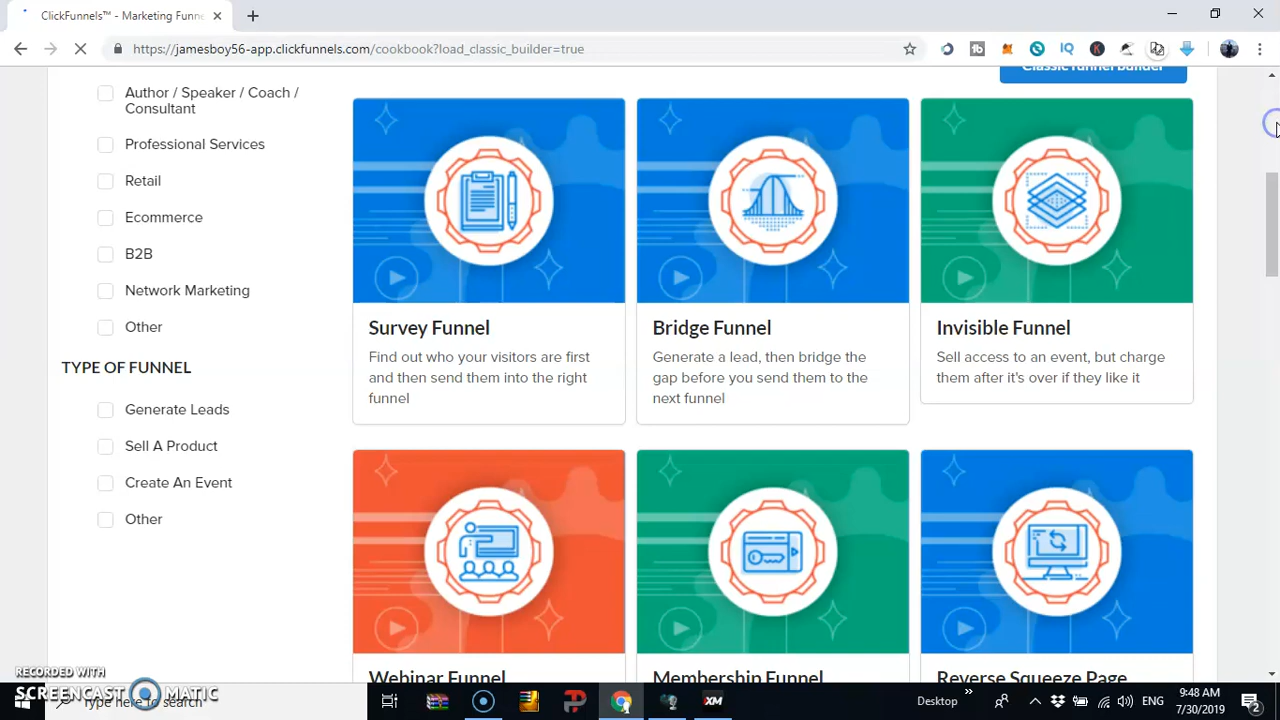 ClickFunnels™ - Marketing Funne
https://jamesboy56-app.clickfunnels.com/cookbook?load_classic_builder=true
Classic Funnel Builder
Author / Speaker / Coach /
Consultant
Professional Services
Retail
Ecommerce
B2B
Network Marketing
Other
TYPE OF FUNNEL
Generate Leads
Sell A Product
Create An Event
Other
Survey Funnel
Find out who your visitors are first
and then send them into the right
funnel
Bridge Funnel
Generate a lead, then bridge the
gap before you send them to the
next funnel
Invisible Funnel
Sell access to an event, but charge
them after it's over if they like it
Webinar Funnel
Membership Funnel
Reverse Squeeze Page
RECORDED WITH
SCREENCAST MATIC
Type here to search
XM
Desktop
ENG
9:48 AM
7/30/2019
2